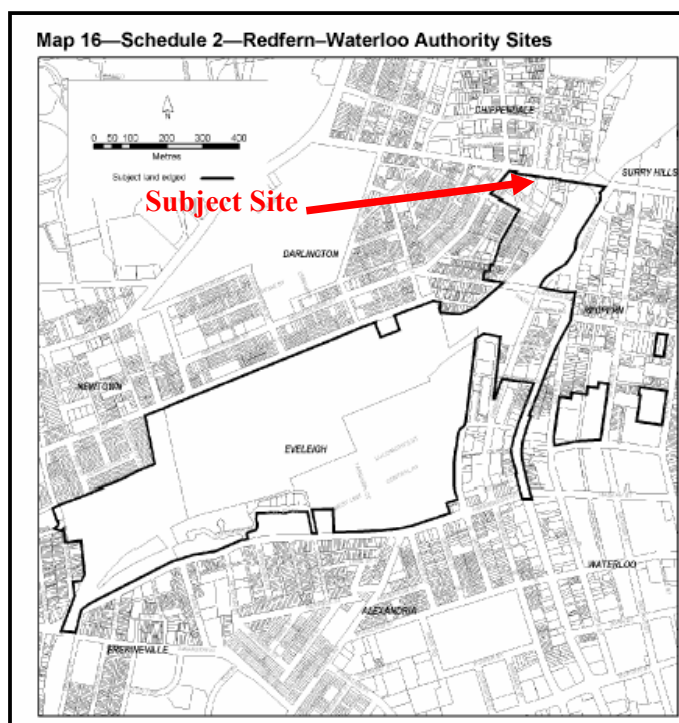 Map 16—Schedule 2—Redfern–Waterloo Authority Sites
CHIPPENDALE
N
0 50 100 200 300 400
Metres
Subject land edged
SURRY HILLS
Subject Site
DARLINGTON
REDFERN
NEWTOWN
EVELEIGH
WATERLOO
ALEXANDRIA
ERSKINEVILLE